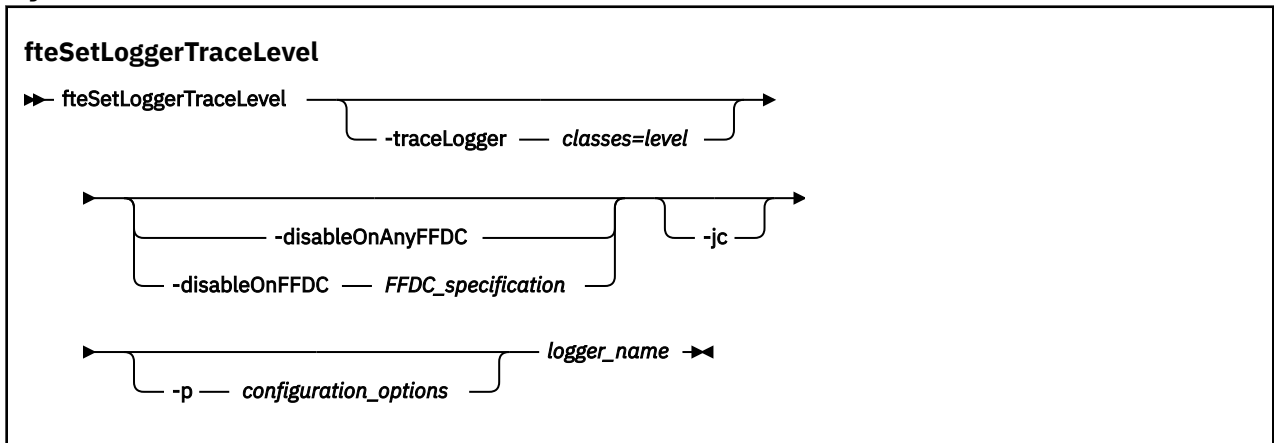 fteSetLoggerTraceLevel
fteSetLoggerTraceLevel
-traceLogger classes=level
-disableOnAnyFFDC
-jc
-disableOnFFDC FFDC_specification
logger_name
-p configuration_options